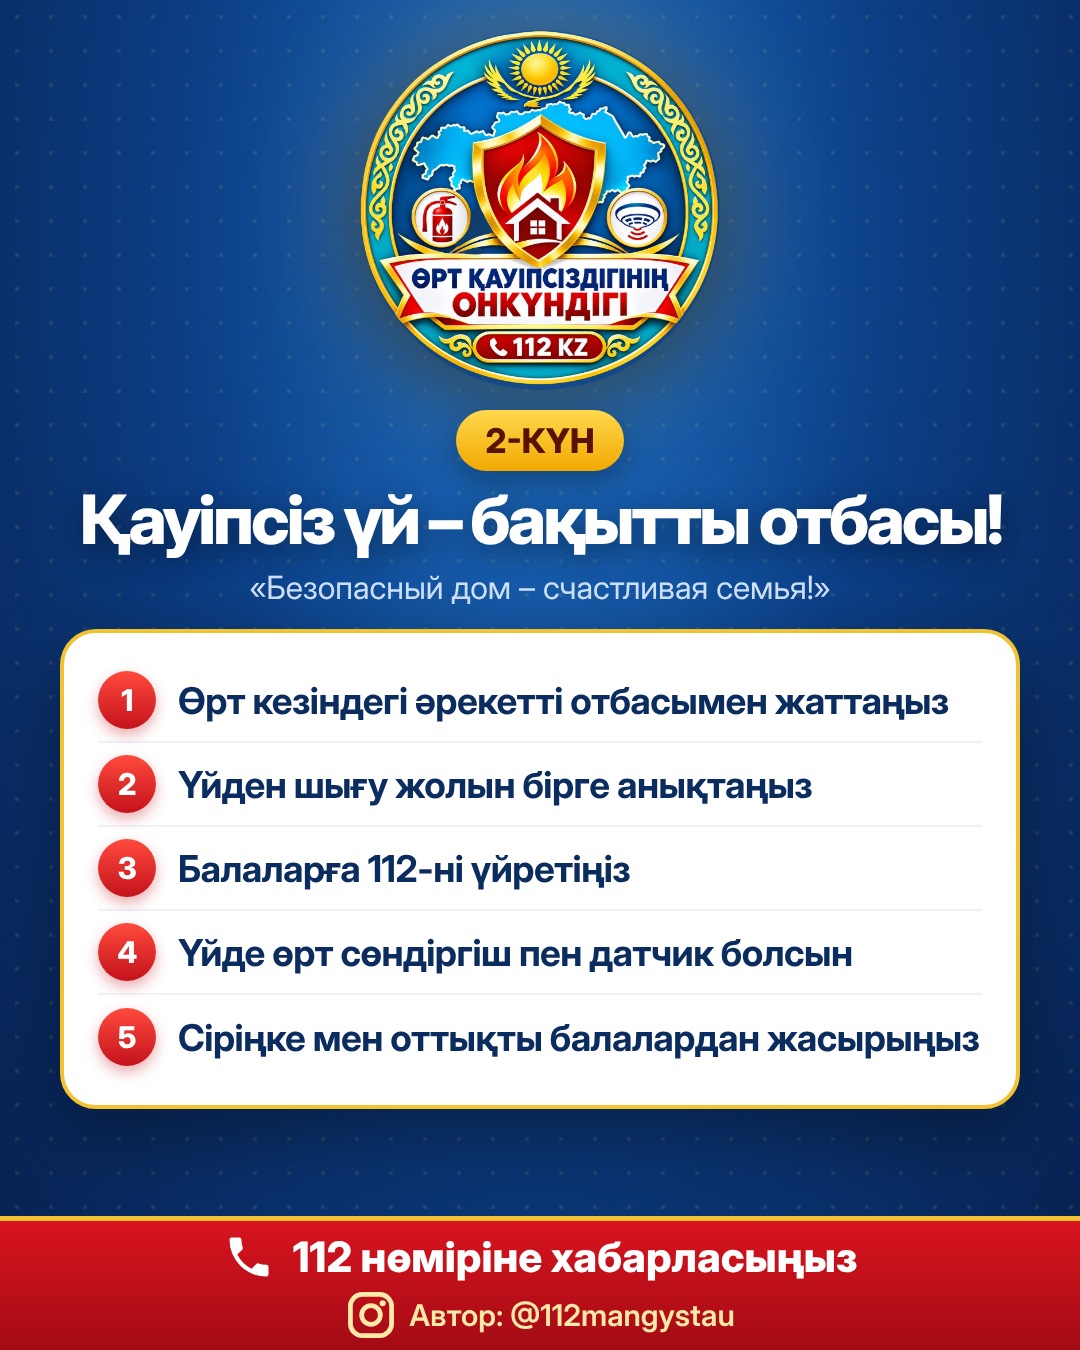 ӨРТ ҚАУІПСІЗДІГІНІҢ
ОНКҮНДІГІ
112 KZ
2-КҮН
Қауіпсіз үй – бақытты отбасы!
«Безопасный дом – счастливая семья!»
1 Өрт кезіндегі әрекетті отбасымен жаттаңыз
2 Үйден шығу жолын бірге анықтаңыз
3 Балаларға 112-ні үйретіңіз
4 Үйде өрт сөндіргіш пен датчик болсын
5 Сіріңке мен оттықты балалардан жасырыңыз
112 нөміріне хабарласыңыз
Автор: @112mangystau